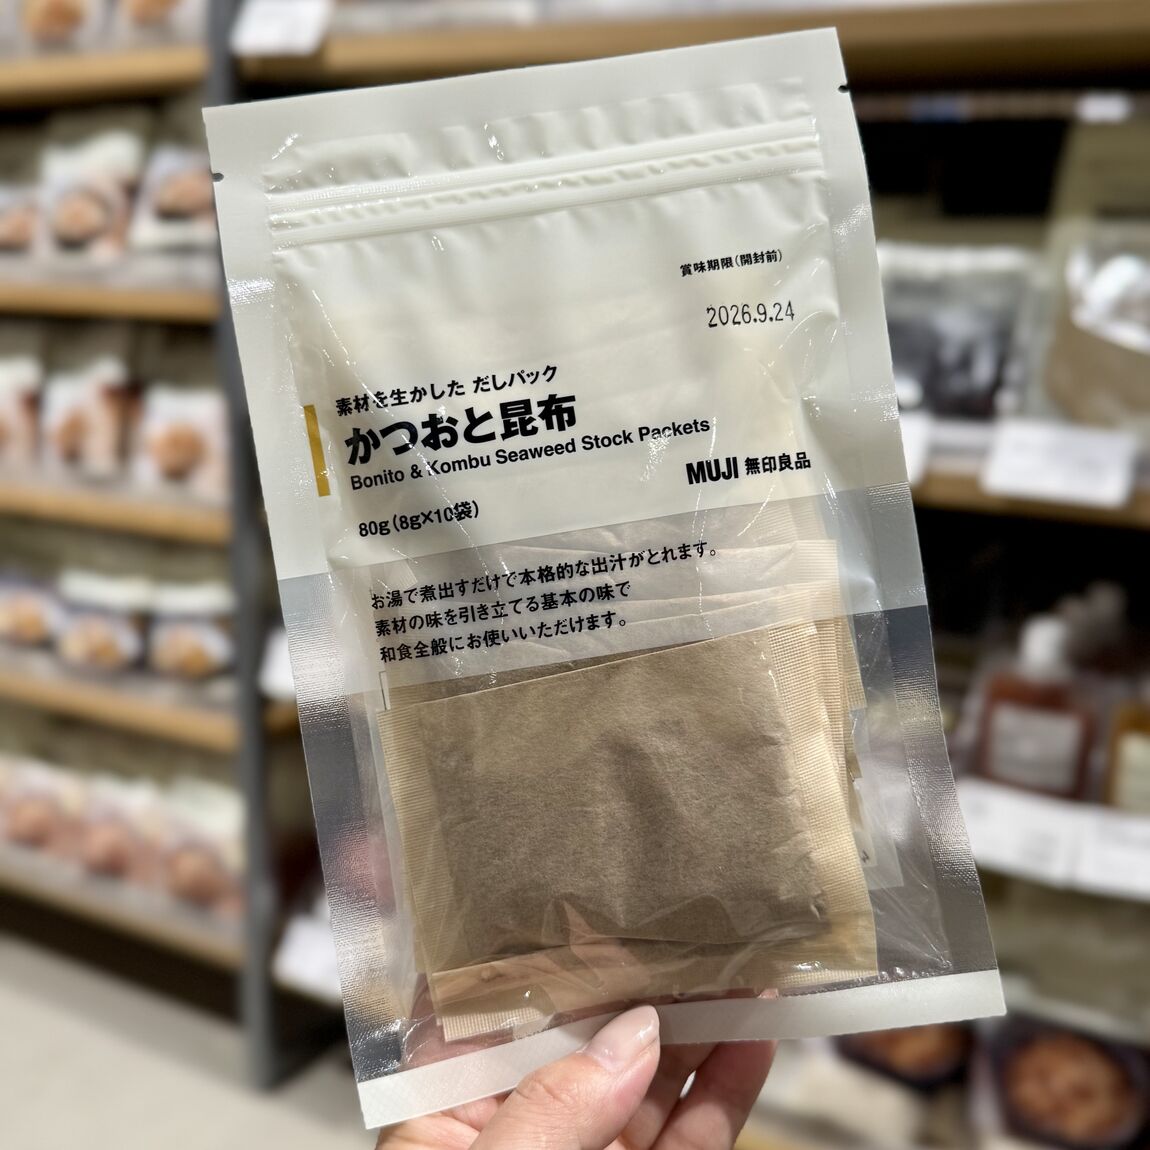 賞味期限(開封前)
2026.9.24
素材を生かした だしパック
かつおと昆布
Bonito & Kombu Seaweed Stock Packets
MUJI 無印良品
80g(8g×10袋)
お湯で煮出すだけで本格的な出汁がとれます。
素材の味を引き立てる基本の味で
和食全般にお使いいただけます。